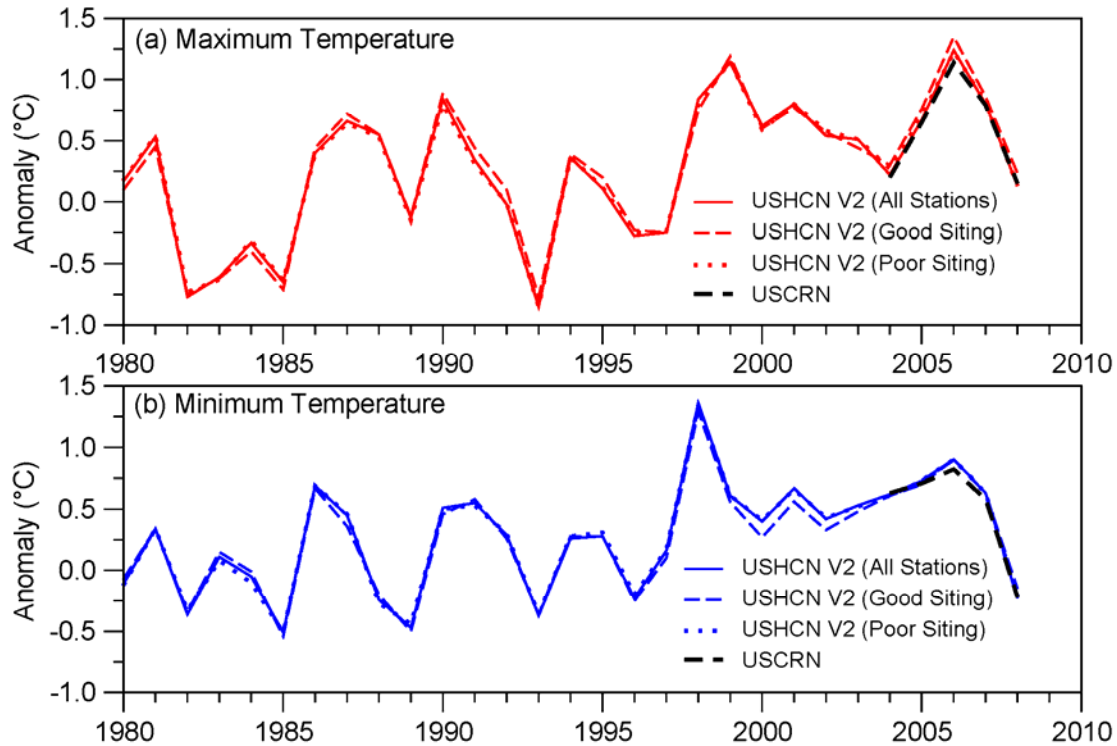 (a) Maximum Temperature
Anomaly (°C)
1.5
1.0
0.5
0.0
-0.5
-1.0
USHCN V2 (All Stations)
USHCN V2 (Good Siting)
USHCN V2 (Poor Siting)
USCRN
1980 1985 1990 1995 2000 2005 2010
(b) Minimum Temperature
Anomaly (°C)
1.5
1.0
0.5
0.0
-0.5
-1.0
USHCN V2 (All Stations)
USHCN V2 (Good Siting)
USHCN V2 (Poor Siting)
USCRN
1980 1985 1990 1995 2000 2005 2010